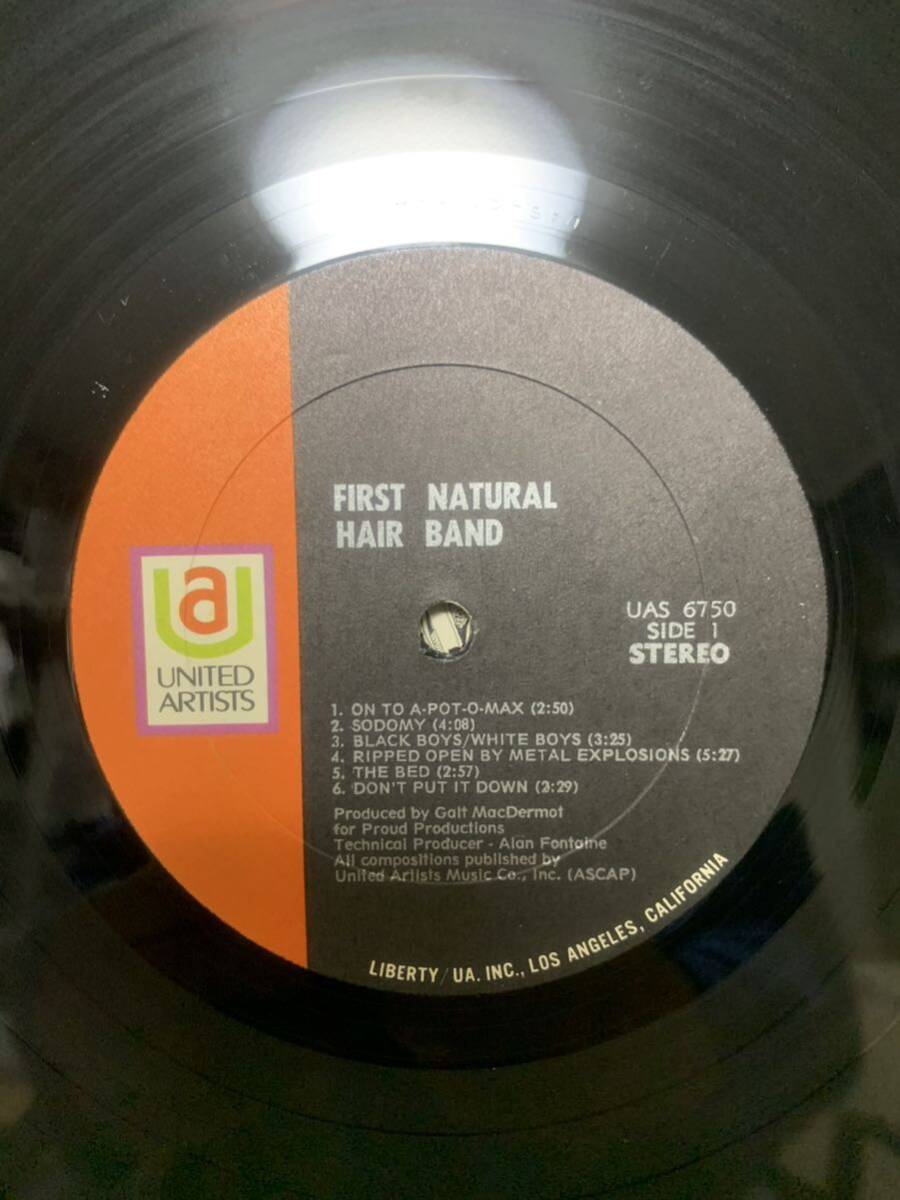 FIRST NATURAL
HAIR BAND
ua
UNITED
ARTISTS
UAS 6750
SIDE 1
STEREO
1. ON TO A-POT-O-MAX (2:50)
2. SODOMY (4:08)
3. BLACK BOYS/WHITE BOYS (3:25)
4. RIPPED OPEN BY METAL EXPLOSIONS (5:27)
5. THE BED (2:57)
6. DON'T PUT IT DOWN (2:29)
Produced by Galt MacDermot
for Proud Productions
Technical Producer - Alan Fontaine
All compositions published by
United Artists Music Co., Inc. (ASCAP)
LIBERTY/UA. INC., LOS ANGELES, CALIFORNIA